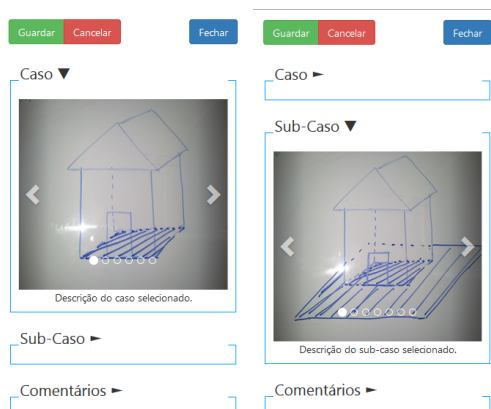 Guardar Cancelar Fechar
Caso ▼
Descrição do caso selecionado.
Sub-Caso ►
Comentários ►
Guardar Cancelar Fechar
Caso ►
Sub-Caso ▼
Descrição do sub-caso selecionado.
Comentários ►